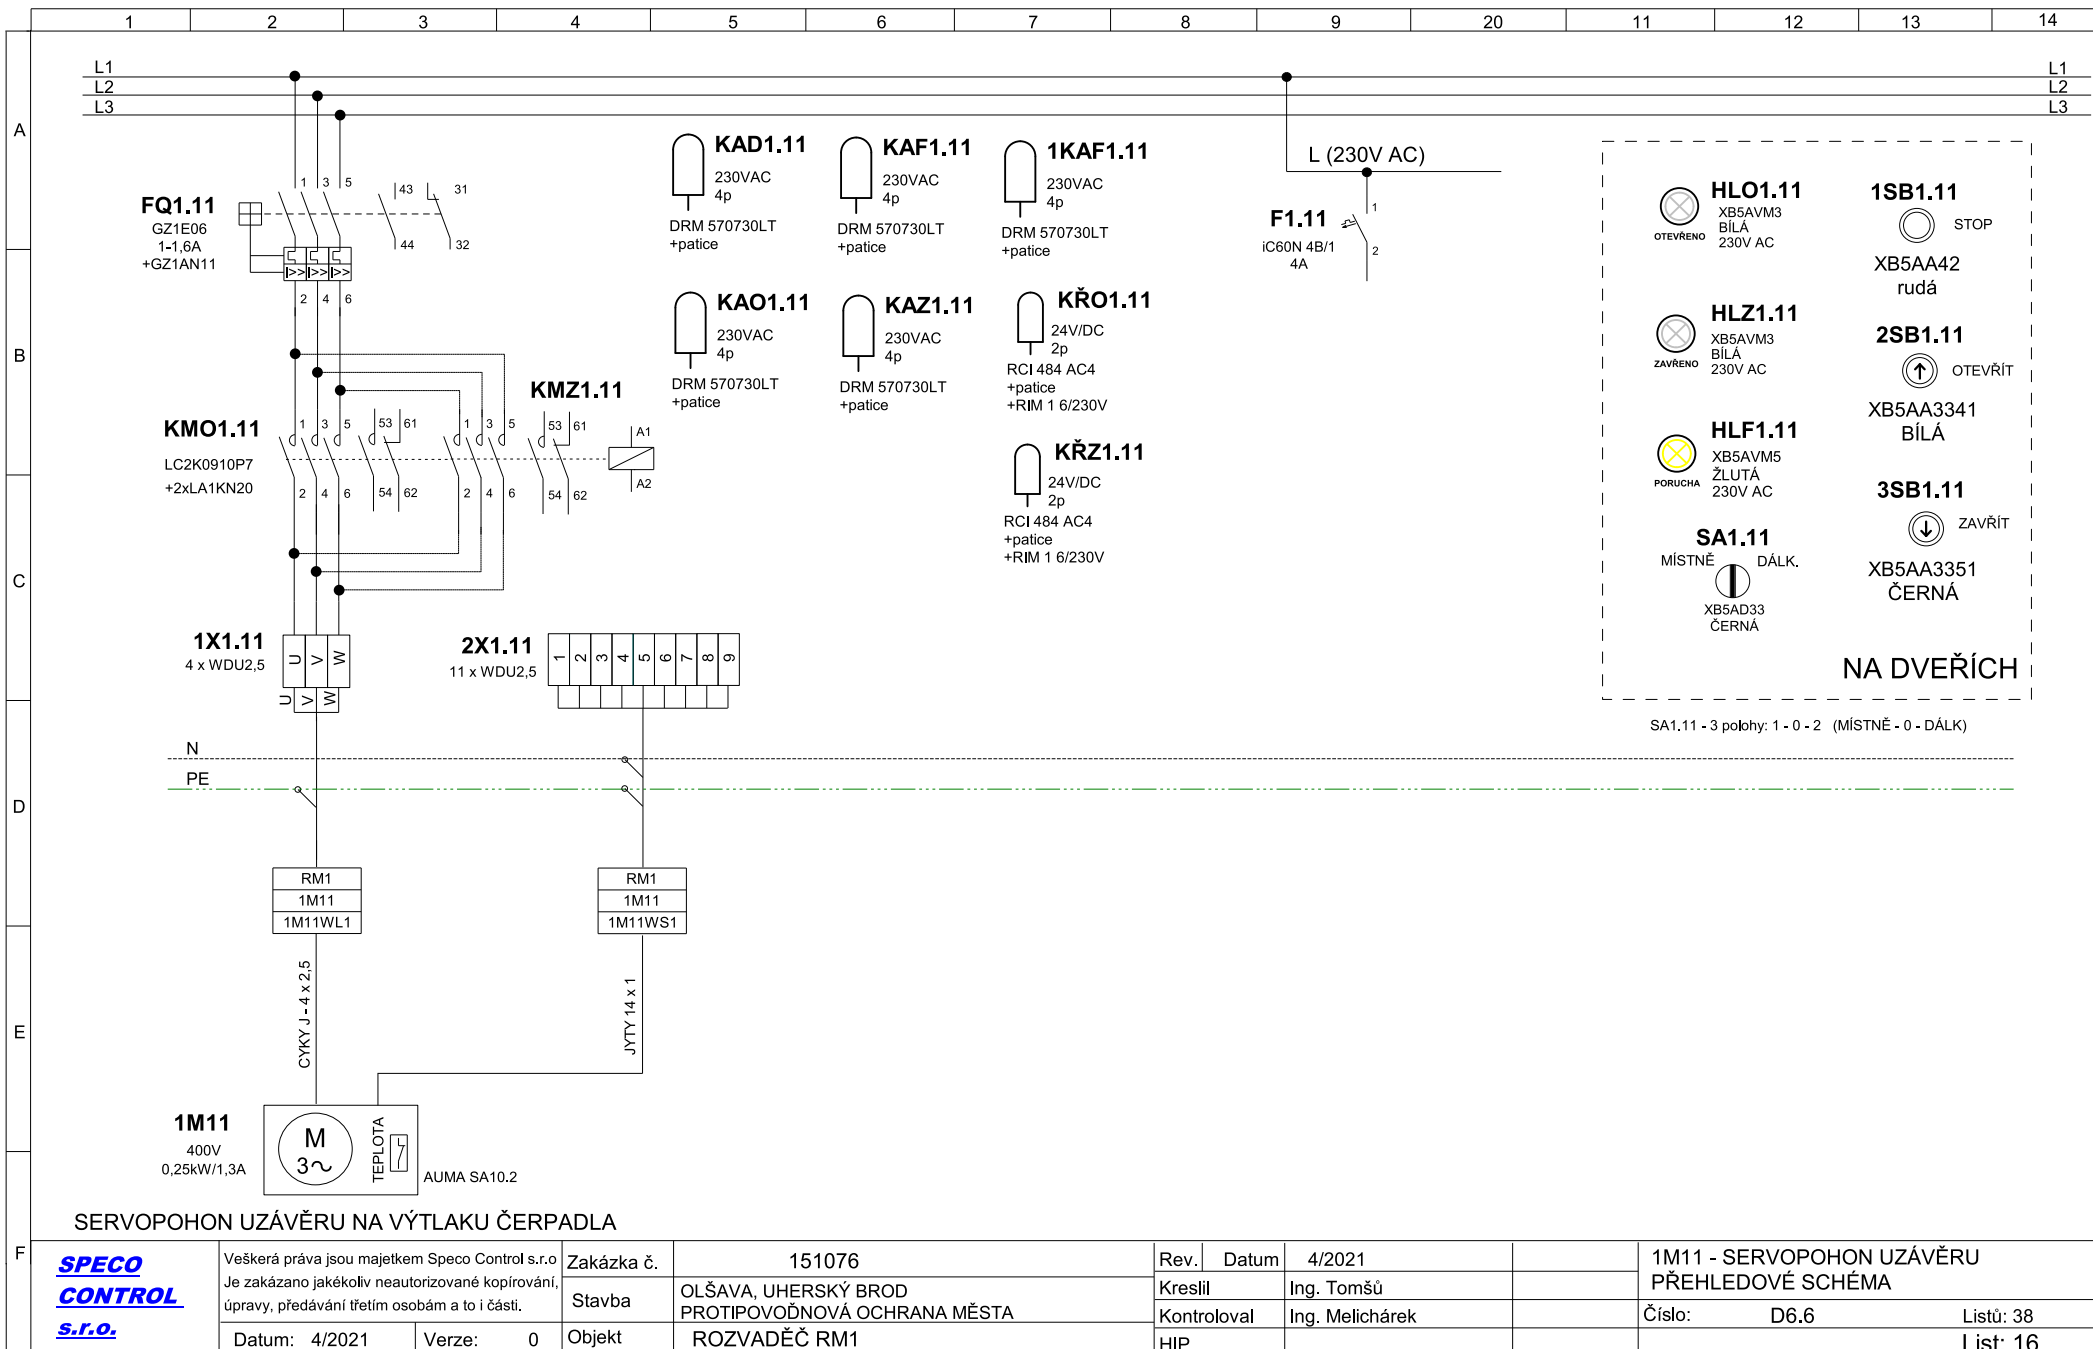 1 2 3 4 5 6 7 8 9 20 11 12 13 14
A
B
C
D
E
F
L1
L2
L3
L1
L2
L3
FQ1.11
GZ1E06
1-1,6A
+GZ1AN11
1 3 5
43 31
44 32
I>> I>> I>>
2 4 6
KAD1.11
230VAC
4p
DRM 570730LT
+patice
KAF1.11
230VAC
4p
DRM 570730LT
+patice
1KAF1.11
230VAC
4p
DRM 570730LT
+patice
L (230V AC)
F1.11
iC60N 4B/1
4A
1
2
KAO1.11
230VAC
4p
DRM 570730LT
+patice
KAZ1.11
230VAC
4p
DRM 570730LT
+patice
KŘO1.11
24V/DC
2p
RCI 484 AC4
+patice
+RIM 1 6/230V
KŘZ1.11
24V/DC
2p
RCI 484 AC4
+patice
+RIM 1 6/230V
HLO1.11
XB5AVM3
BÍLÁ
230V AC
OTEVŘENO
1SB1.11
STOP
XB5AA42
rudá
HLZ1.11
XB5AVM3
BÍLÁ
230V AC
ZAVŘENO
2SB1.11
OTEVŘÍT
XB5AA3341
BÍLÁ
HLF1.11
XB5AVM5
ŽLUTÁ
230V AC
PORUCHA
3SB1.11
ZAVŘÍT
XB5AA3351
ČERNÁ
SA1.11
MÍSTNĚ DÁLK.
XB5AD33
ČERNÁ
NA DVEŘÍCH
SA1.11 - 3 polohy: 1 - 0 - 2 (MÍSTNĚ - 0 - DÁLK)
KMO1.11
LC2K0910P7
+2xLA1KN20
KMZ1.11
1 3 5 53 61 1 3 5 53 61 A1
2 4 6 54 62 2 4 6 54 62 A2
1X1.11
4 x WDU2,5
U V W
U V W
2X1.11
11 x WDU2,5
1 2 3 4 5 6 7 8 9
N
PE
RM1
1M11
1M11WL1
RM1
1M11
1M11WS1
CYKY J - 4 x 2,5
JYTY 14 x 1
1M11
400V
0,25kW/1,3A
M
3~
TEPLOTA
AUMA SA10.2
SERVOPOHON UZÁVĚRU NA VÝTLAKU ČERPADLA
SPECO
CONTROL
s.r.o.
Veškerá práva jsou majetkem Speco Control s.r.o
Je zakázano jakékoliv neautorizované kopírování,
úpravy, předávání třetím osobám a to i části.
Datum: 4/2021 Verze: 0
Zakázka č. 151076
Stavba OLŠAVA, UHERSKÝ BROD
PROTIPOVOĎNOVÁ OCHRANA MĚSTA
Objekt ROZVADĚČ RM1
Rev. Datum 4/2021
Kreslil Ing. Tomšů
Kontroloval Ing. Melichárek
HIP
1M11 - SERVOPOHON UZÁVĚRU
PŘEHLEDOVÉ SCHÉMA
Číslo: D6.6 Listů: 38
List: 16